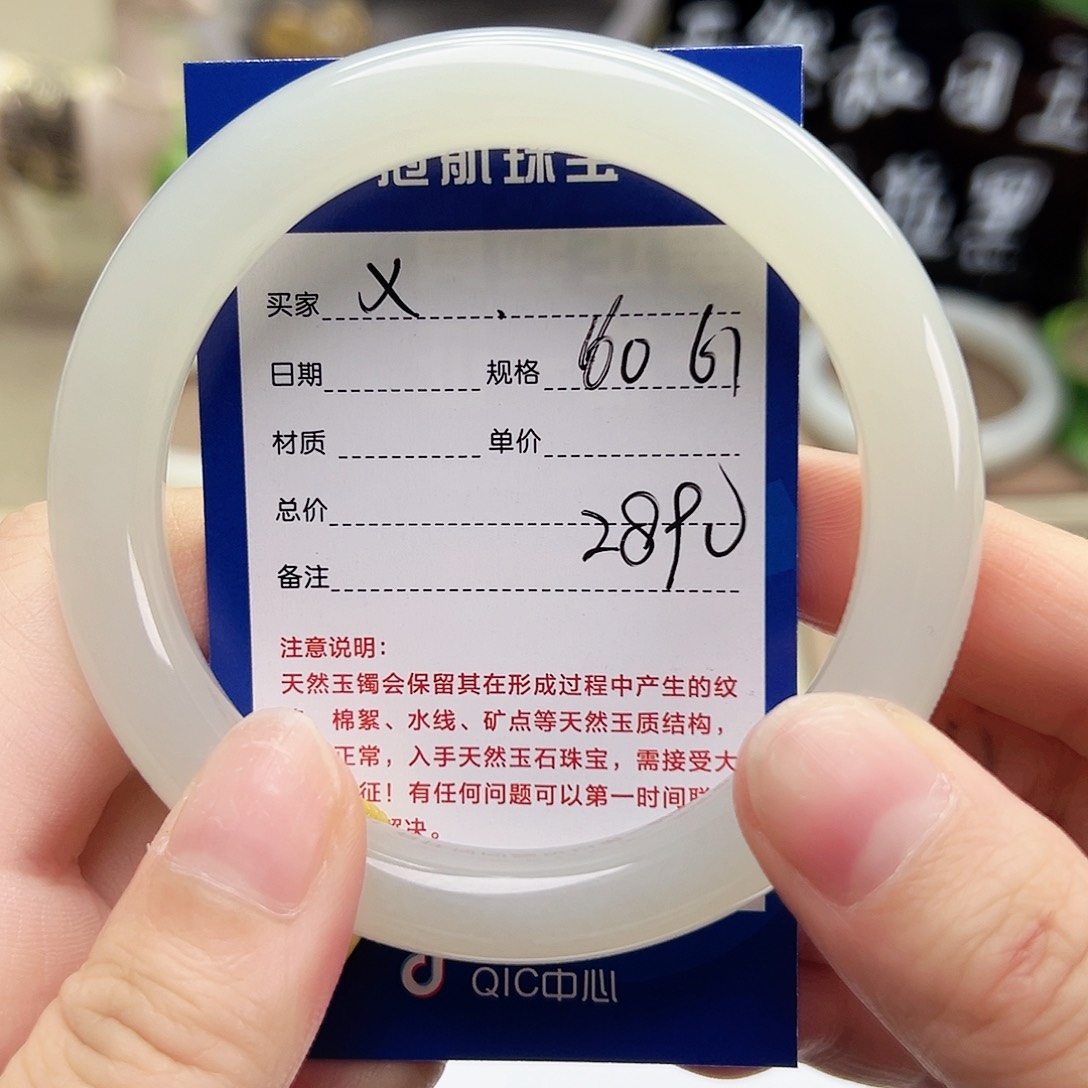 航珠宝
买家 X
日期 规格 60 61
材质 单价
总价 2890
备注
注意说明：
天然玉镯会保留其在形成过程中产生的纹
棉絮、水线、矿点等天然玉质结构，
正常，入手天然玉石珠宝，需接受大
征！有任何问题可以第一时间联
解决。
QIC中心